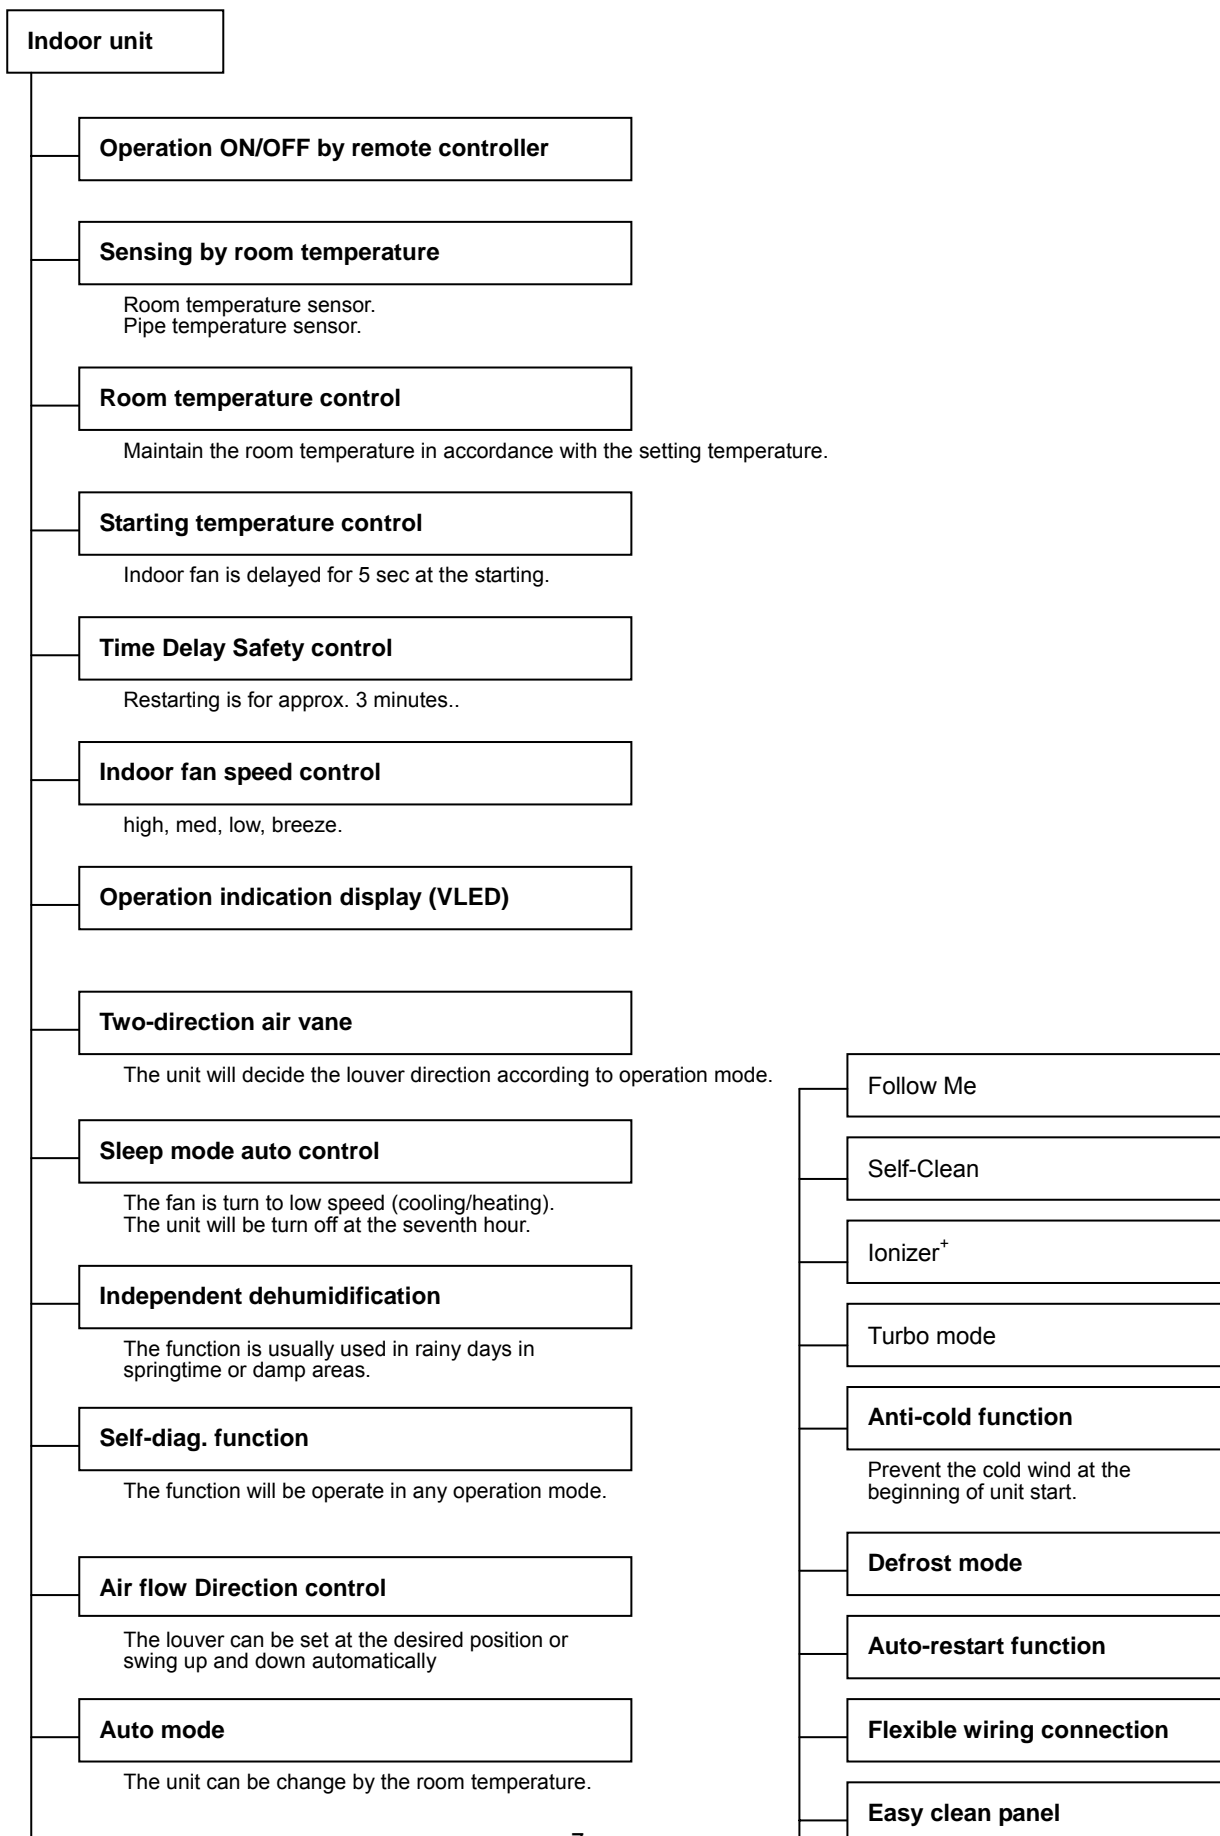 Indoor unit
Operation ON/OFF by remote controller
Sensing by room temperature
Room temperature sensor.
Pipe temperature sensor.
Room temperature control
Maintain the room temperature in accordance with the setting temperature.
Starting temperature control
Indoor fan is delayed for 5 sec at the starting.
Time Delay Safety control
Restarting is for approx. 3 minutes..
Indoor fan speed control
high, med, low, breeze.
Operation indication display (VLED)
Two-direction air vane
The unit will decide the louver direction according to operation mode.
Sleep mode auto control
The fan is turn to low speed (cooling/heating).
The unit will be turn off at the seventh hour.
Independent dehumidification
The function is usually used in rainy days in
springtime or damp areas.
Self-diag. function
The function will be operate in any operation mode.
Air flow Direction control
The louver can be set at the desired position or
swing up and down automatically
Auto mode
The unit can be change by the room temperature.
Follow Me
Self-Clean
Ionizer⁺
Turbo mode
Anti-cold function
Prevent the cold wind at the
beginning of unit start.
Defrost mode
Auto-restart function
Flexible wiring connection
Easy clean panel